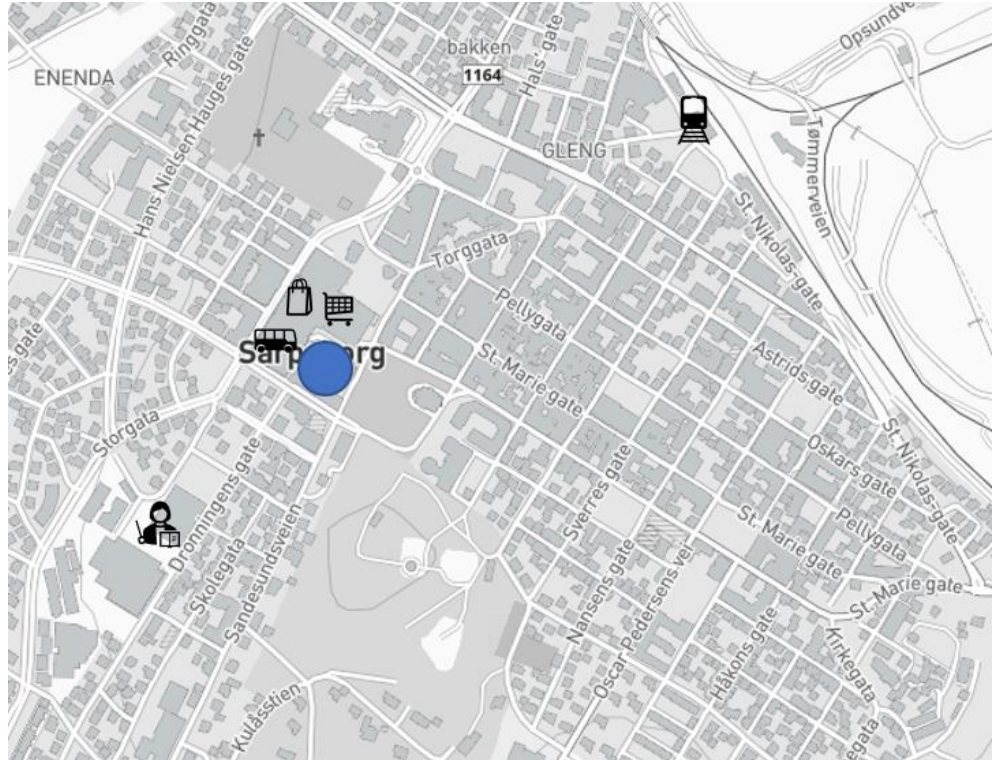 Ringgata
bakken
1164
Hals' gate
Opsundv
ENENDA
Hans Nielsen Hauges gate
GLENG
Tømmerveien
St. Nikolas-gate
Torggata
Pellygata
St. Marie gate
Astrids gate
Storgata
Oskars gate
St. Nikolas-gate
Dronningens gate
Skolegata
Sandesundsveien
Sverres gate
St. Marie gate
Pellygata
St. Marie gate
Nansens gate
Oscar Pedersens vei
Håkons gate
Kirkegata
Kulåsstien
egata
s gate